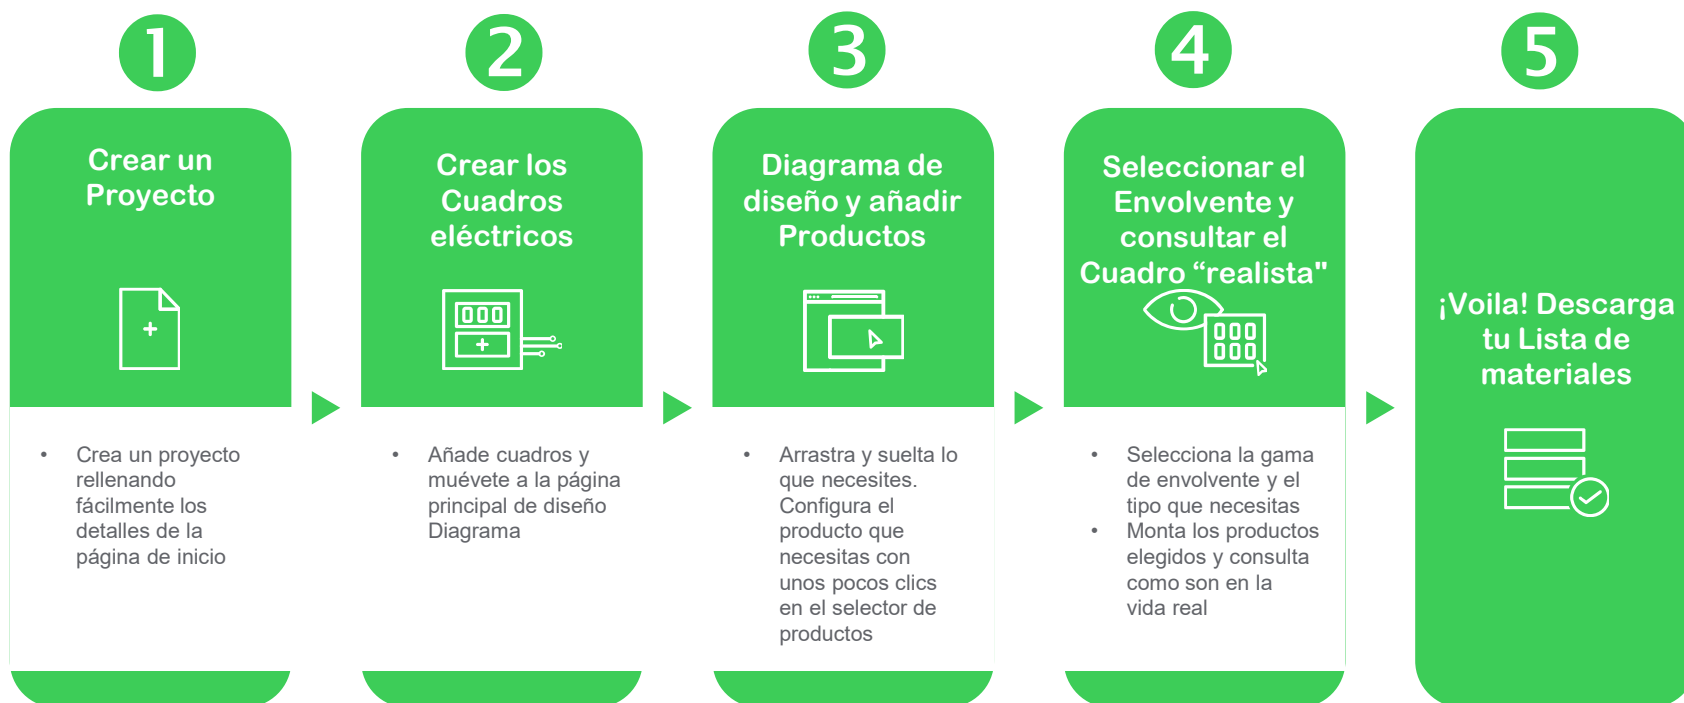 1
Crear un
Proyecto
• Crea un proyecto
rellenando
fácilmente los
detalles de la
página de inicio
2
Crear los
Cuadros
eléctricos
• Añade cuadros y
muévete a la página
principal de diseño
Diagrama
3
Diagrama de
diseño y añadir
Productos
• Arrastra y suelta lo
que necesites.
Configura el
producto que
necesitas con
unos pocos clics
en el selector de
productos
4
Seleccionar el
Envolvente y
consultar el
Cuadro “realista"
• Selecciona la gama
de envolvente y el
tipo que necesitas
• Monta los productos
elegidos y consulta
como son en la
vida real
5
¡Voila! Descarga
tu Lista de
materiales